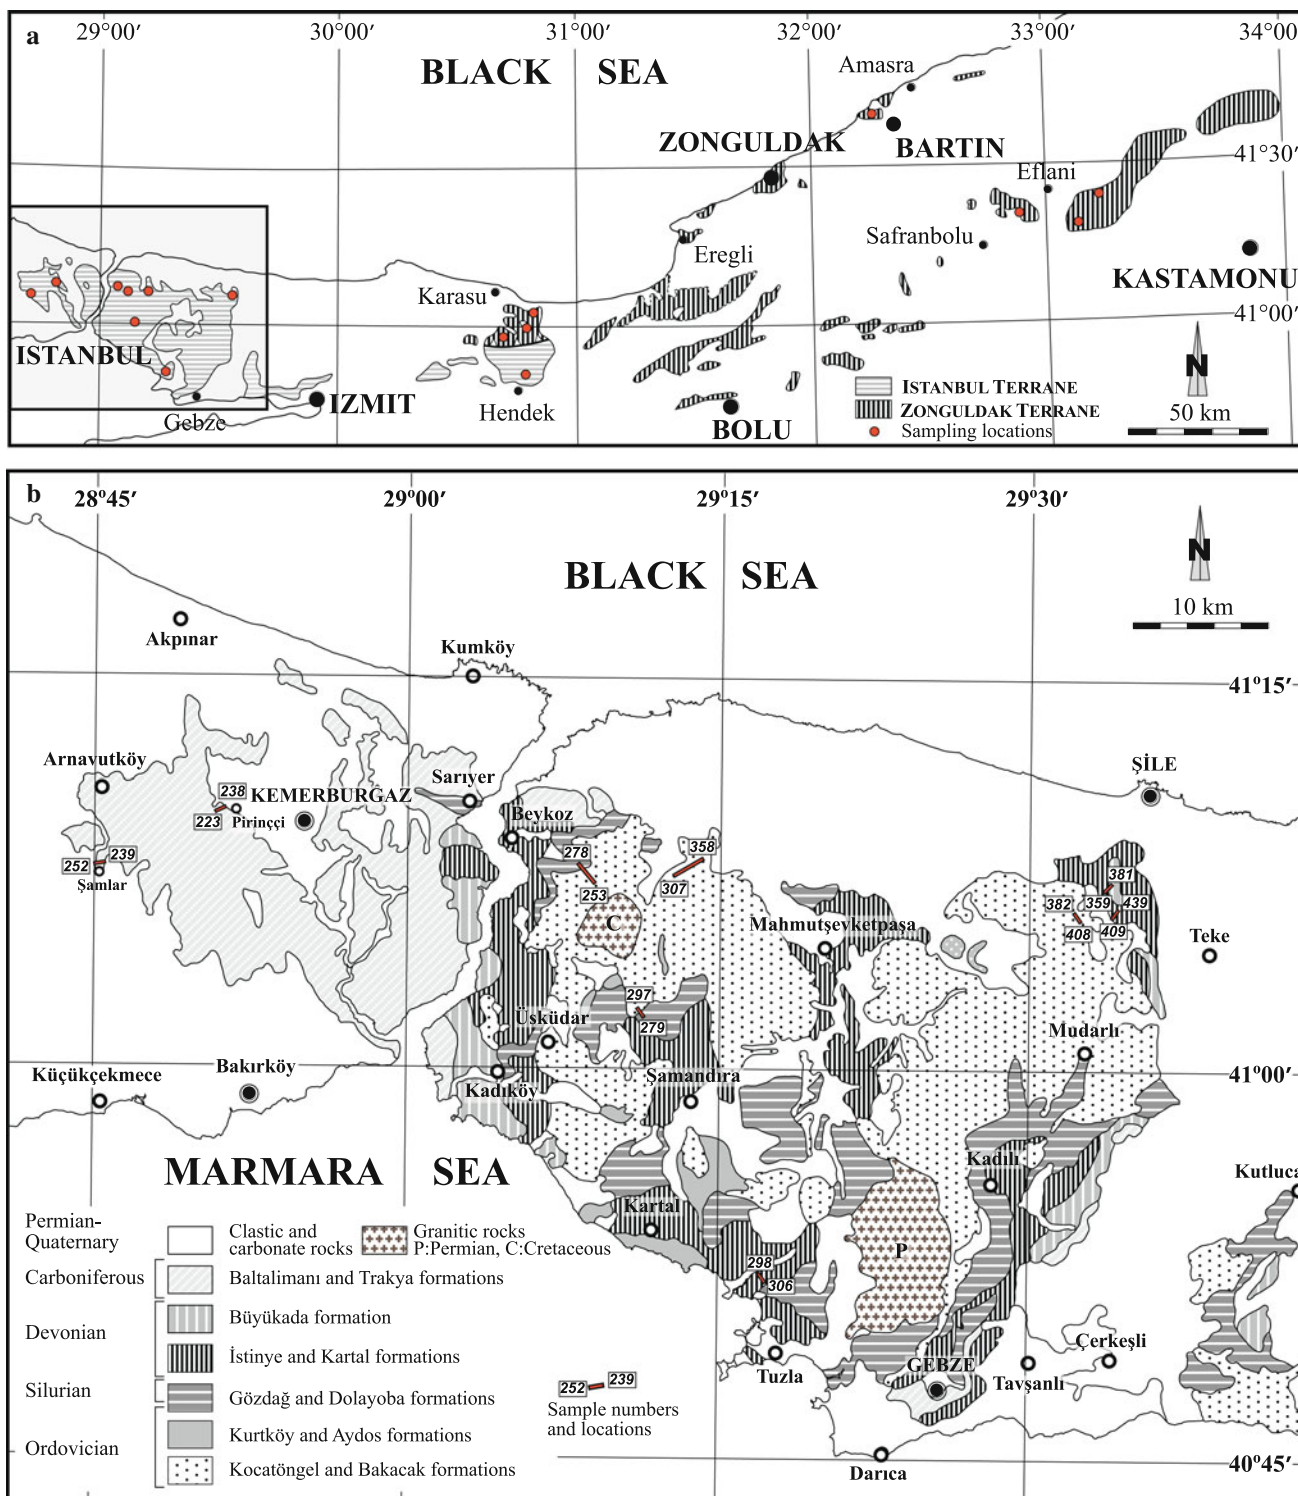 a
29°00′
30°00′
31°00′
32°00′
33°00′
34°00′
BLACK SEA
Amasra
ZONGULDAK
BARTIN
41°30′
Eflani
Safranbolu
Eregli
KASTAMONU
Karasu
41°00′
ISTANBUL
Gebze
IZMIT
Hendek
BOLU
ISTANBUL TERRANE
ZONGULDAK TERRANE
Sampling locations
N
50 km
b
28°45′
29°00′
29°15′
29°30′
BLACK SEA
N
10 km
Akpınar
Kumköy
41°15′
Arnavutköy
Sarıyer
ŞİLE
238
KEMERBURGAZ
223
Pirinççi
Beykoz
252
239
Şamlar
278
358
253
307
381
382
359
439
408
409
C
Mahmutşevketpaşa
Teke
297
279
Üsküdar
Mudarlı
Küçükçekmece
Bakırköy
Kadıköy
Şamandıra
41°00′
MARMARA SEA
Kadılı
Kutluca
Kartal
P
298
306
Tuzla
GEBZE
Tavşanlı
Çerkeşli
Darıca
40°45′
Permian-
Quaternary
Clastic and
carbonate rocks
Granitic rocks
P:Permian, C:Cretaceous
Carboniferous
Baltalimanı and Trakya formations
Devonian
Büyükada formation
İstinye and Kartal formations
Silurian
Gözdağ and Dolayoba formations
Ordovician
Kurtköy and Aydos formations
Kocatöngel and Bakacak formations
252
239
Sample numbers
and locations